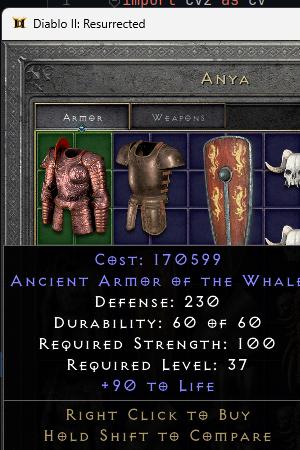 import cv2 as cv
Diablo II: Resurrected
Anya
Armor
Weapons
Cost: 170599
Ancient Armor of the Whale
Defense: 230
Durability: 60 of 60
Required Strength: 100
Required Level: 37
+90 to Life
Right Click to Buy
Hold Shift to Compare